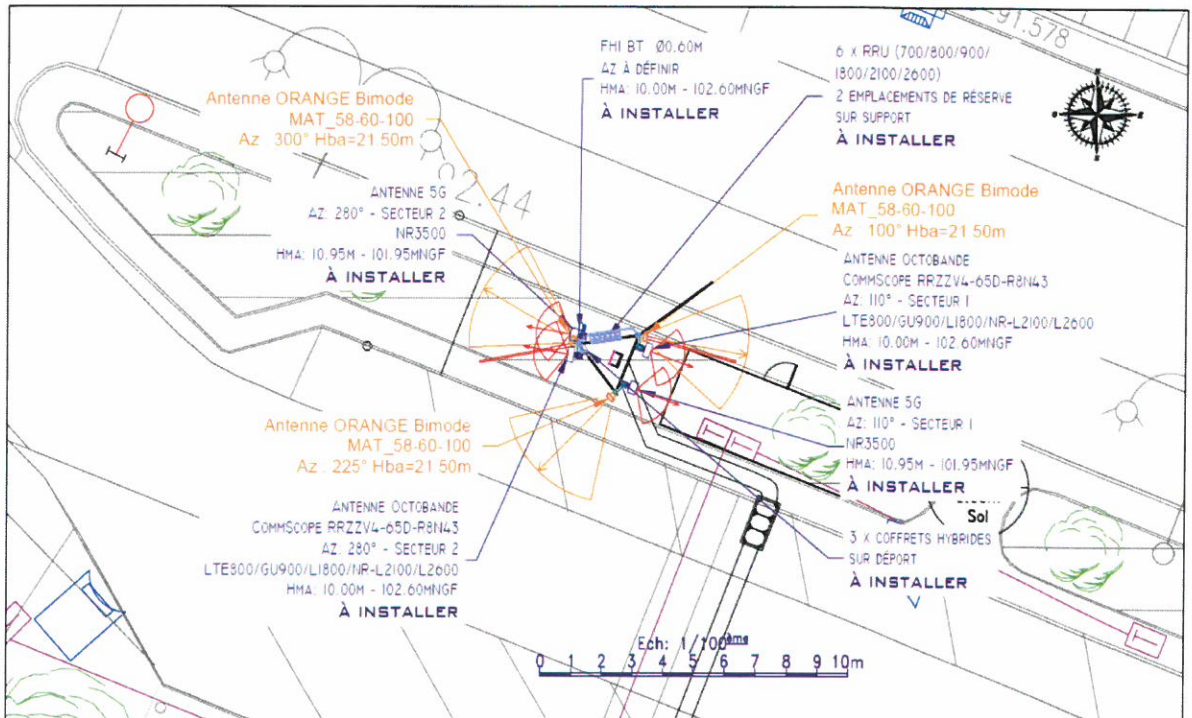 91.578
FHI BT Ø0.60M
AZ À DÉFINIR
HMA: 10.00M - 102.60MNGF
À INSTALLER
6 X RRU (700/800/900/
1800/2100/2600)
2 EMPLACEMENTS DE RÉSERVE
SUR SUPPORT
À INSTALLER
Antenne ORANGE Bimode
MAT_58-60-100
Az : 300° Hba=21.50m
92.44
ANTENNE 5G
AZ: 280° - SECTEUR 2
NR3500
HMA: 10.95M - 101.95MNGF
À INSTALLER
Antenne ORANGE Bimode
MAT_58-60-100
Az : 100° Hba=21.50m
ANTENNE OCTOBANDE
COMMSCOPE RRZZV4-65D-R8N43
AZ: 110° - SECTEUR 1
LTE800/GU900/L1800/NR-L2100/L2600
HMA: 10.00M - 102.60MNGF
À INSTALLER
ANTENNE 5G
AZ: 110° - SECTEUR 1
NR3500
HMA: 10.95M - 101.95MNGF
À INSTALLER
Antenne ORANGE Bimode
MAT_58-60-100
Az : 225° Hba=21.50m
Sol
3 X COFFRETS HYBRIDES
SUR DÉPORT
À INSTALLER
ANTENNE OCTOBANDE
COMMSCOPE RRZZV4-65D-R8N43
AZ: 280° - SECTEUR 2
LTE800/GU900/L1800/NR-L2100/L2600
HMA: 10.00M - 102.60MNGF
À INSTALLER
Ech: 1/100ème
0 1 2 3 4 5 6 7 8 9 10m